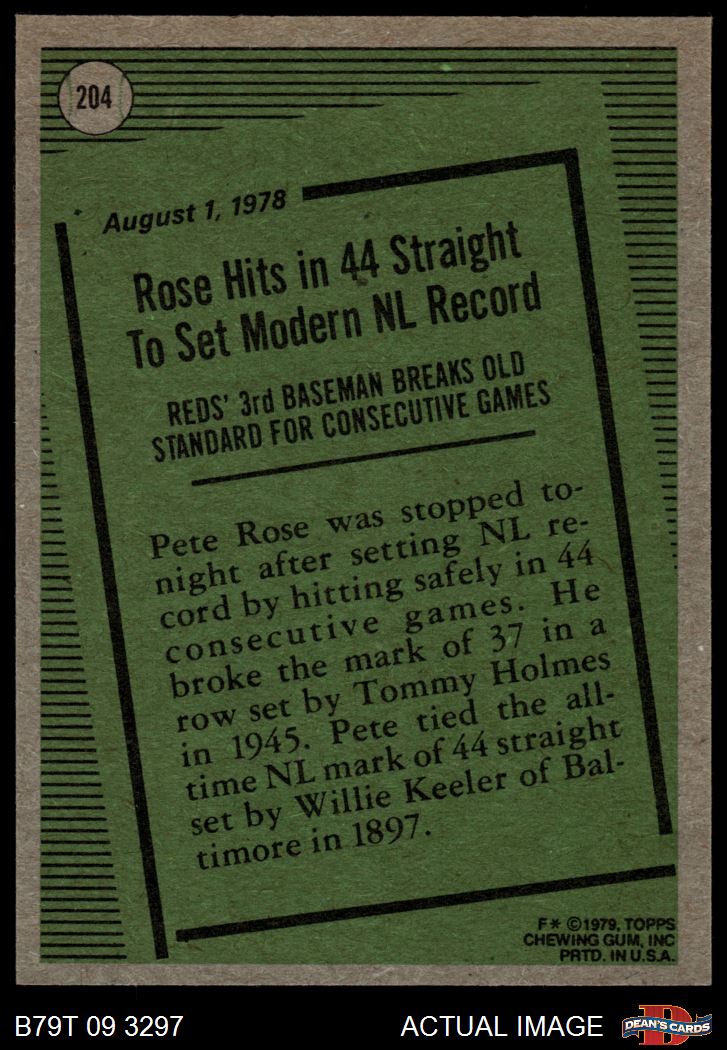 204
August 1, 1978
Rose Hits in 44 Straight
To Set Modern NL Record
REDS' 3rd BASEMAN BREAKS OLD
STANDARD FOR CONSECUTIVE GAMES
Pete Rose was stopped to-
night after setting NL re-
cord by hitting safely in 44
consecutive games. He
broke the mark of 37 in a
row set by Tommy Holmes
in 1945. Pete tied the all-
time NL mark of 44 straight
set by Willie Keeler of Bal-
timore in 1897.
F* ©1979, TOPPS
CHEWING GUM, INC
PRTD. IN U.S.A.
B79T 09 3297
ACTUAL IMAGE
D
DEAN'S CARDS